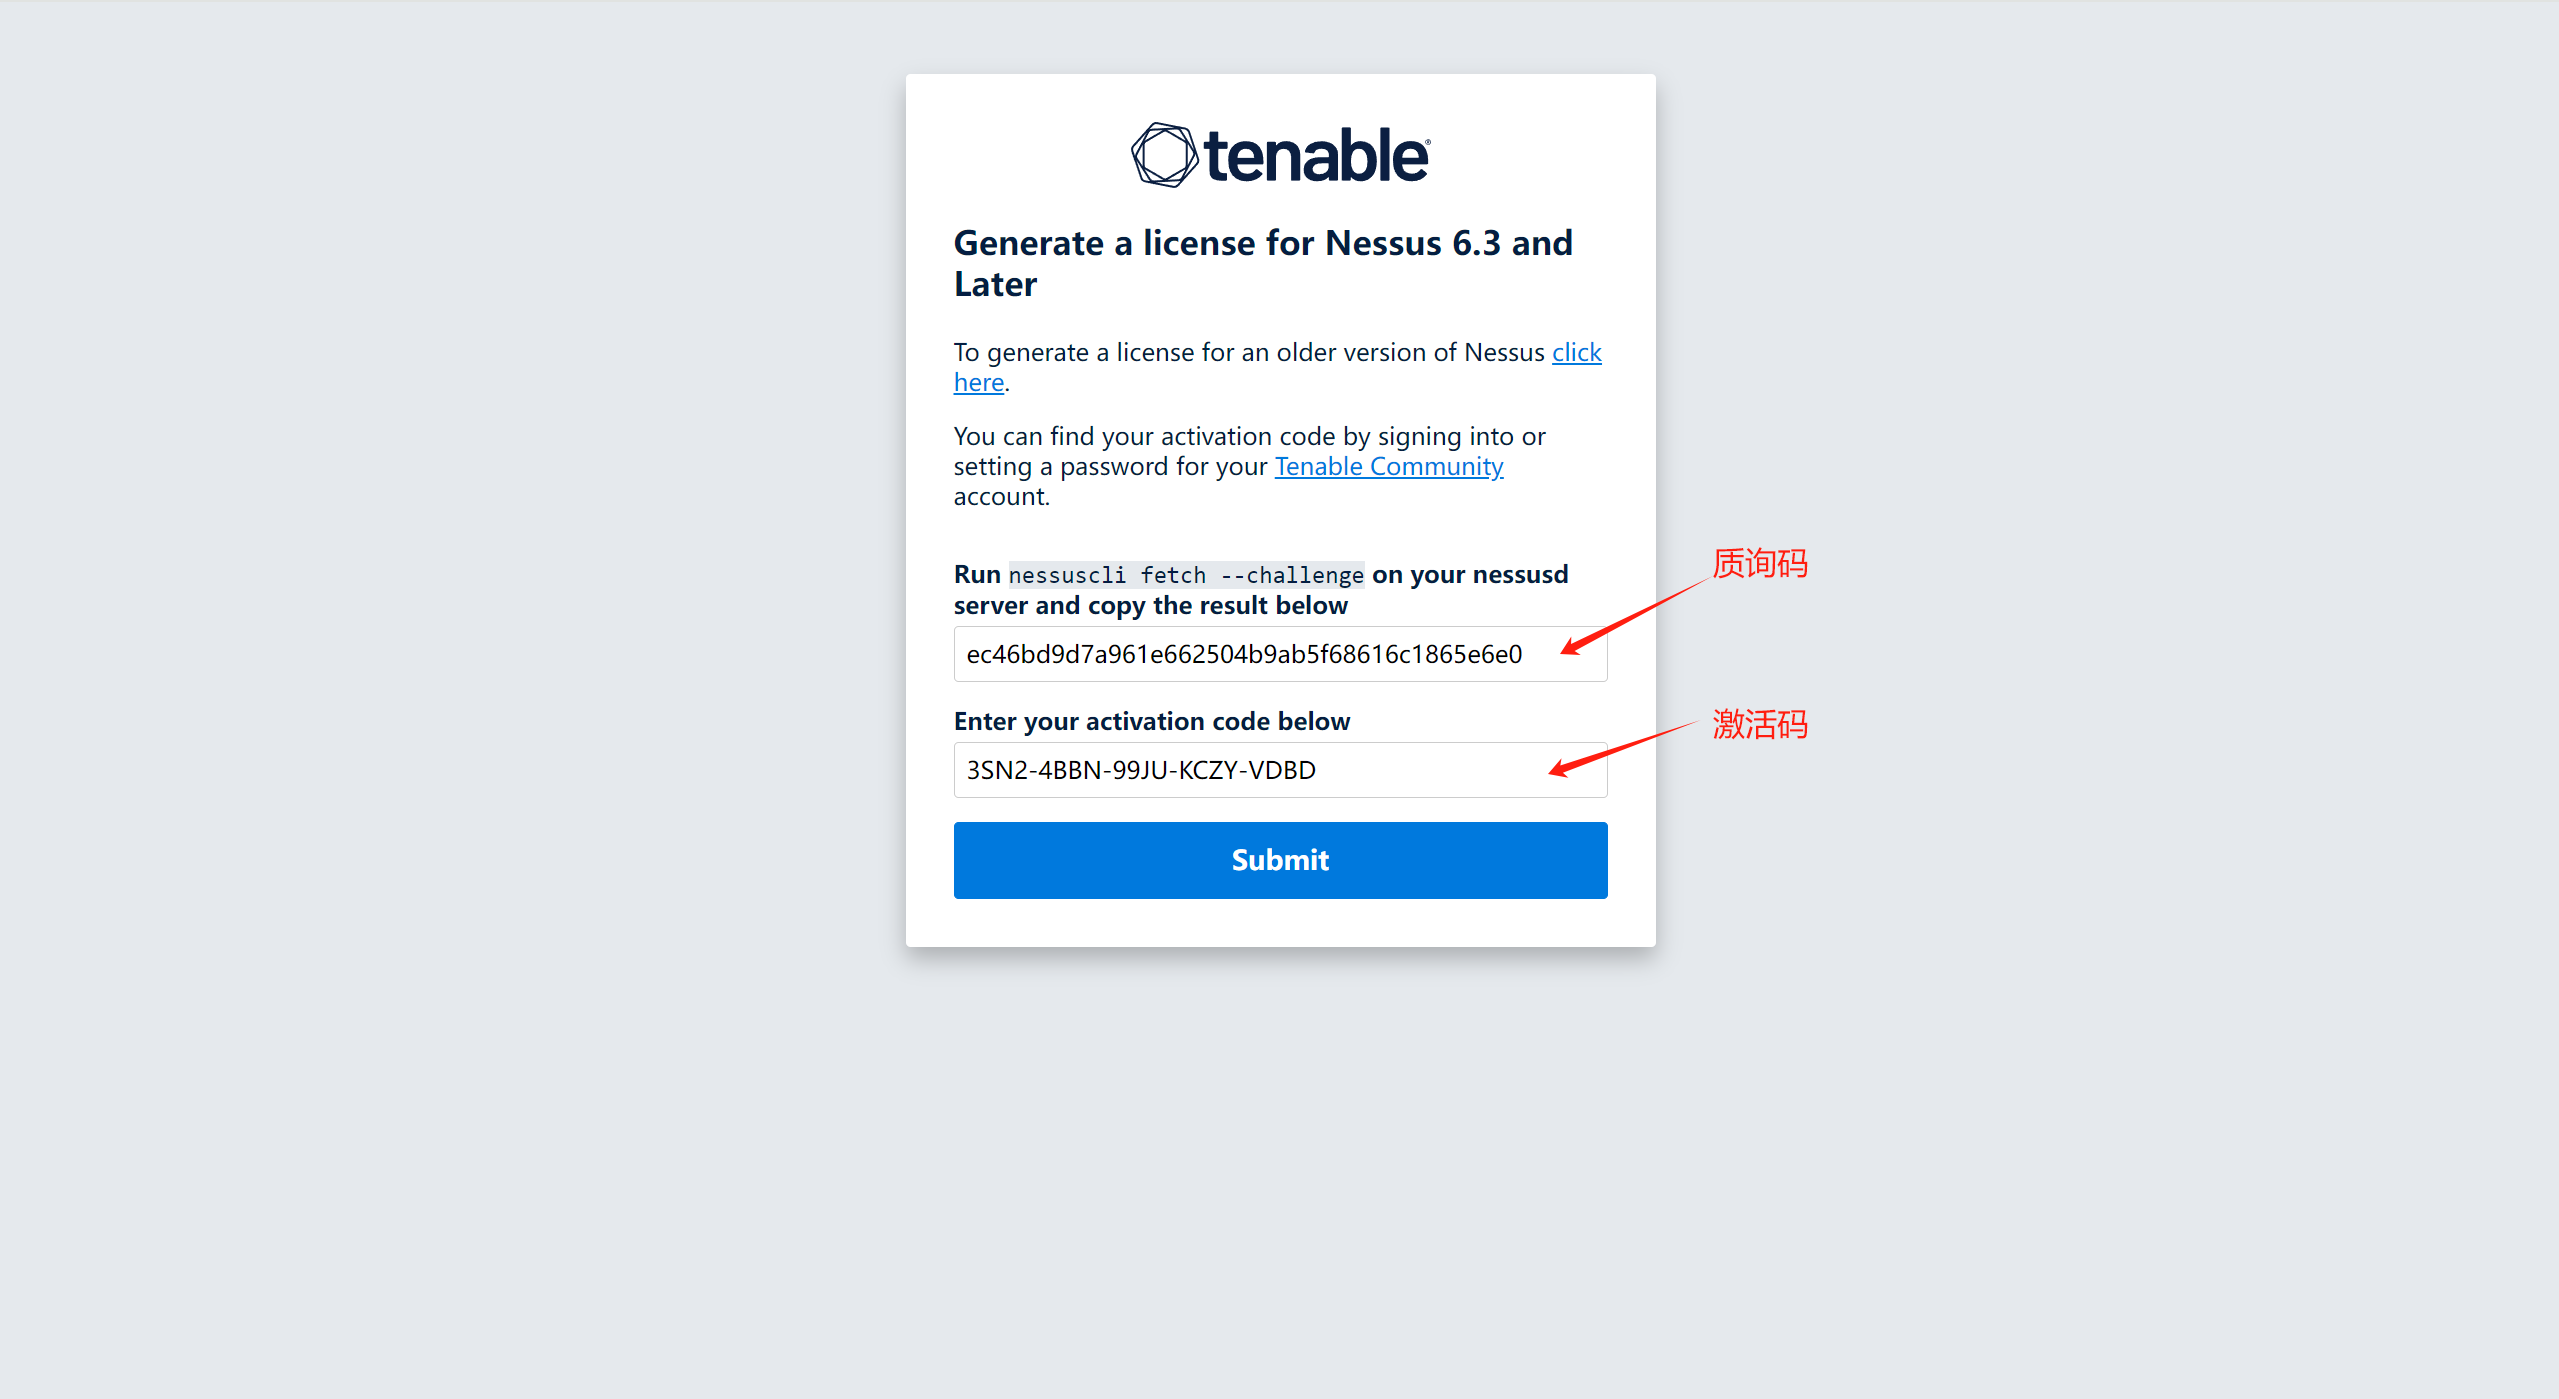 tenable®
Generate a license for Nessus 6.3 and
Later
To generate a license for an older version of Nessus click
here.
You can find your activation code by signing into or
setting a password for your Tenable Community
account.
质询码
Run nessuscli fetch --challenge on your nessusd
server and copy the result below
ec46bd9d7a961e662504b9ab5f68616c1865e6e0
激活码
Enter your activation code below
3SN2-4BBN-99JU-KCZY-VDBD
Submit